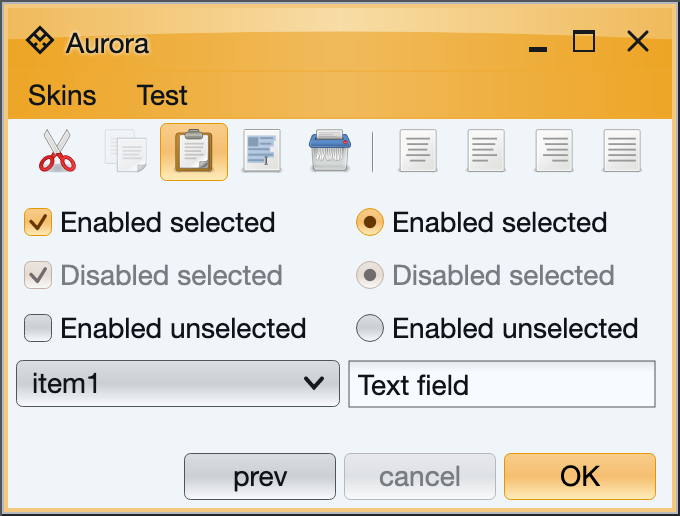 Aurora
Skins Test
Enabled selected Enabled selected
Disabled selected Disabled selected
Enabled unselected Enabled unselected
item1 Text field
prev cancel OK